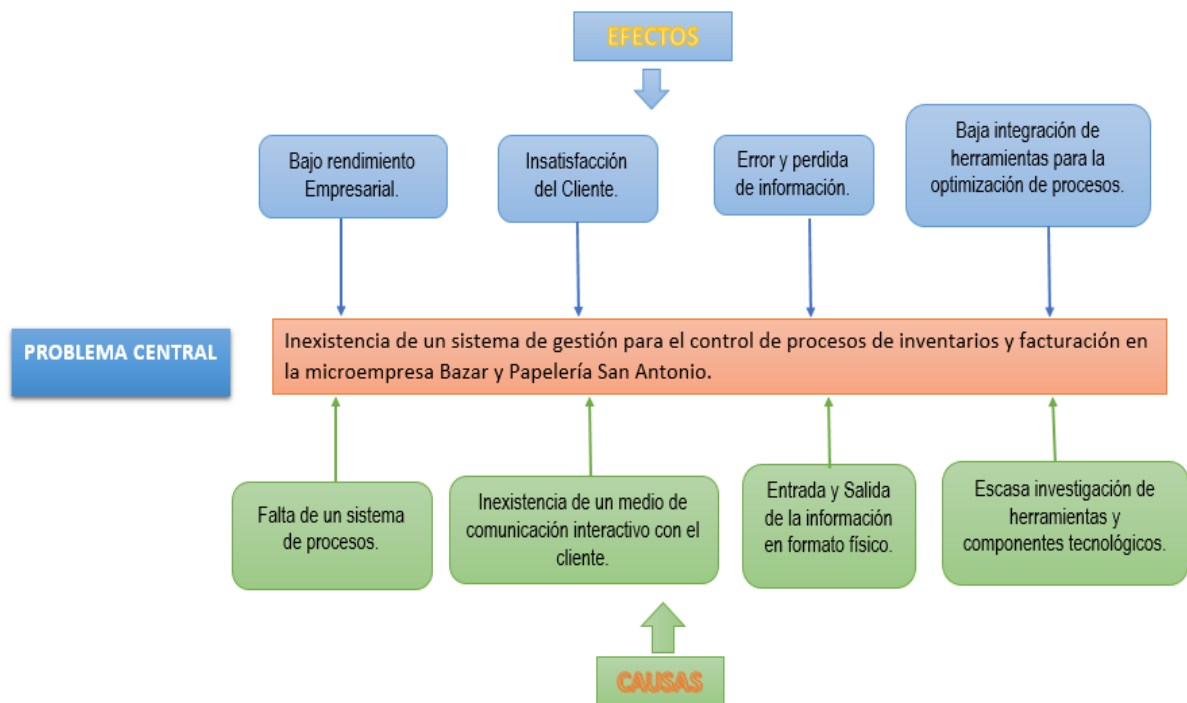 EFECTOS
Bajo rendimiento
Empresarial.
Insatisfacción
del Cliente.
Error y perdida
de información.
Baja integración de
herramientas para la
optimización de procesos.
PROBLEMA CENTRAL
Inexistencia de un sistema de gestión para el control de procesos de inventarios y facturación en
la microempresa Bazar y Papelería San Antonio.
Falta de un sistema
de procesos.
Inexistencia de un medio de
comunicación interactivo con el
cliente.
Entrada y Salida
de la información
en formato físico.
Escasa investigación de
herramientas y
componentes tecnológicos.
CAUSAS